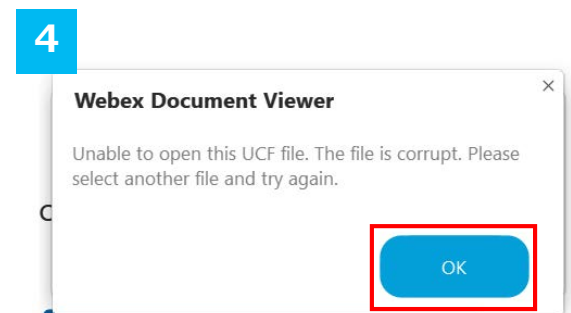 4
Webex Document Viewer
Unable to open this UCF file. The file is corrupt. Please
select another file and try again.
OK